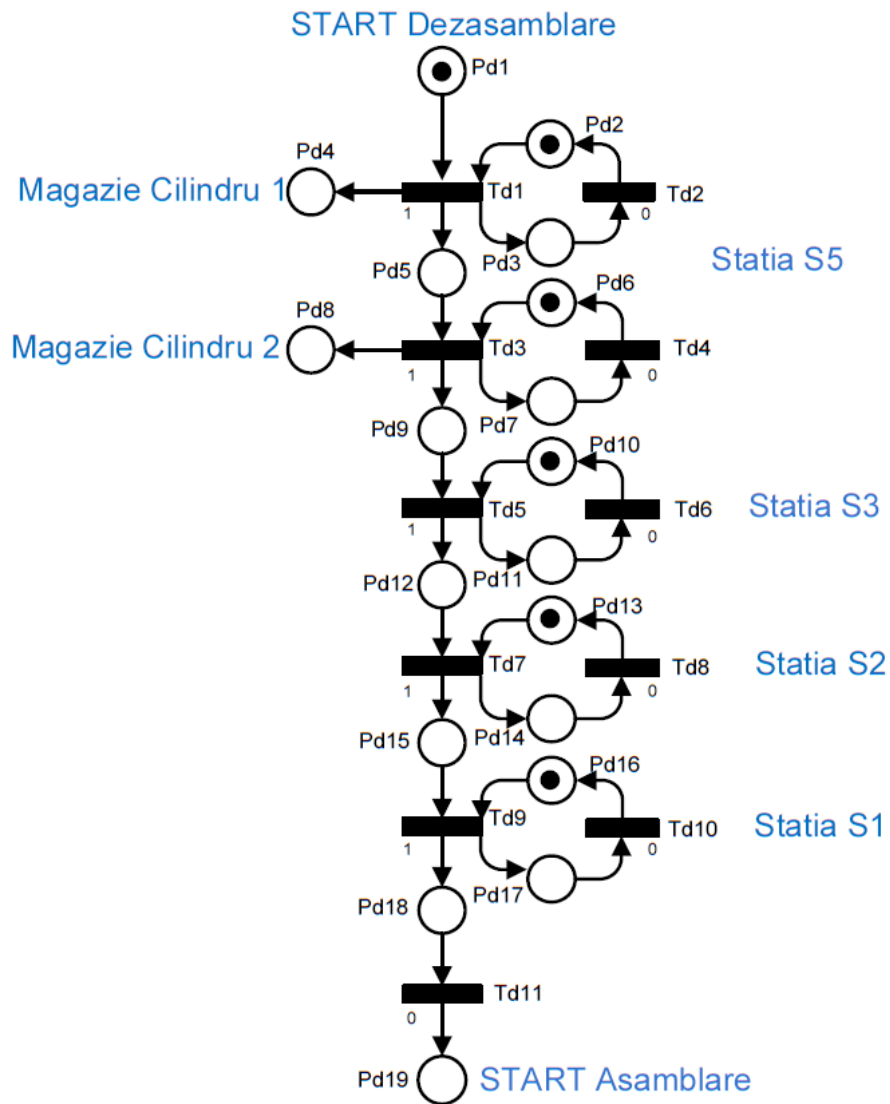 START Dezasamblare
Pd1
Pd2
Pd4
Magazie Cilindru 1
Td1
Td2
1
0
Pd3
Pd5
Statia S5
Pd6
Pd8
Magazie Cilindru 2
Td3
Td4
1
0
Pd7
Pd9
Pd10
Td5
Td6
Statia S3
1
0
Pd12
Pd11
Pd13
Td7
Td8
Statia S2
1
0
Pd15
Pd14
Pd16
Td9
Td10
Statia S1
1
0
Pd17
Pd18
Td11
0
Pd19
START Asamblare